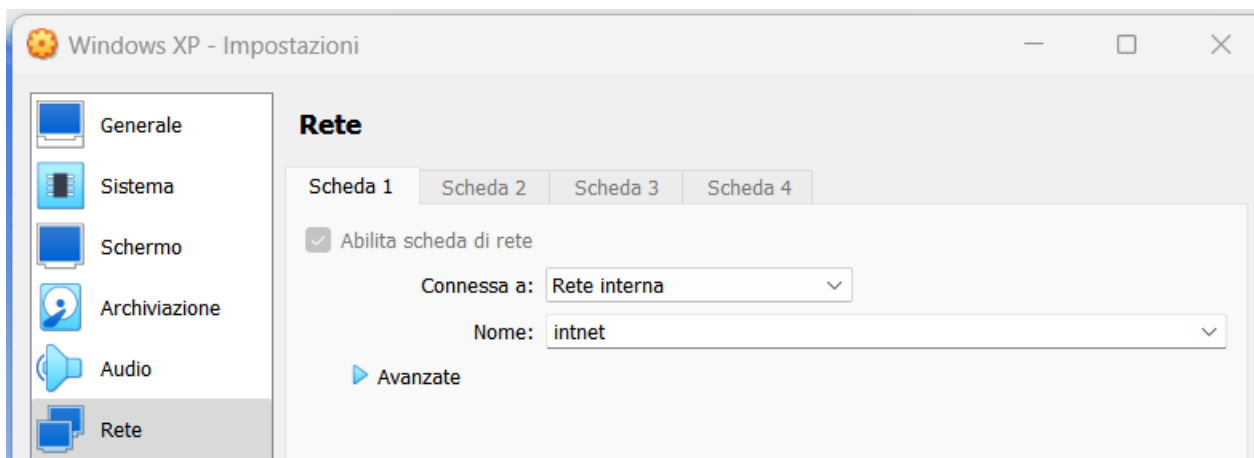 Windows XP - Impostazioni
Generale
Sistema
Schermo
Archiviazione
Audio
Rete
Rete
Scheda 1 Scheda 2 Scheda 3 Scheda 4
Abilita scheda di rete
Connessa a: Rete interna
Nome: intnet
Avanzate